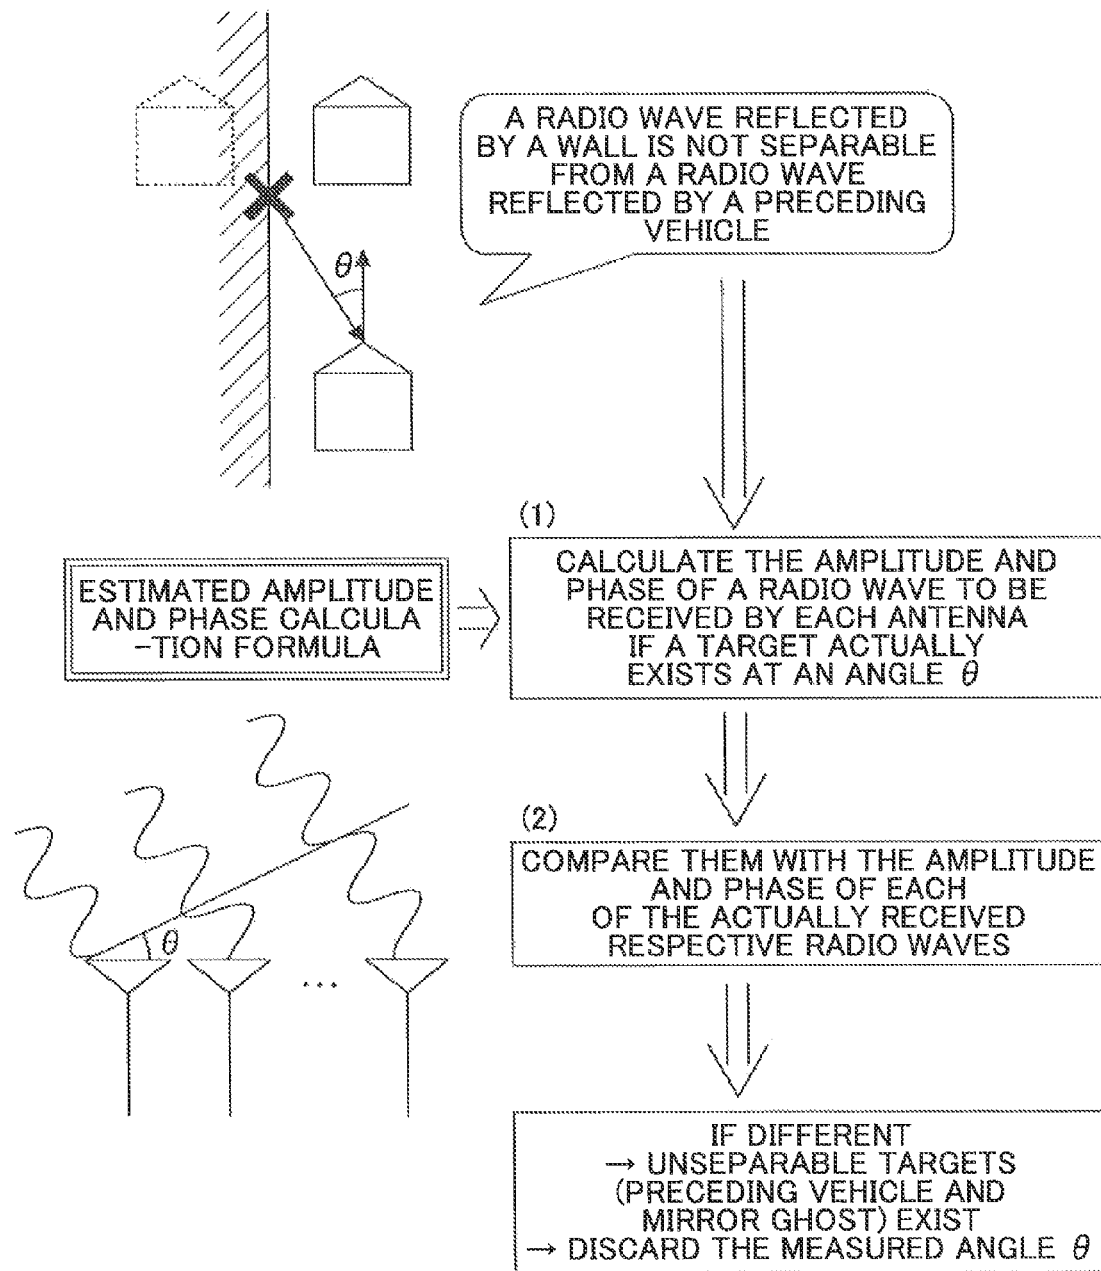 A RADIO WAVE REFLECTED
BY A WALL IS NOT SEPARABLE
FROM A RADIO WAVE
REFLECTED BY A PRECEDING
VEHICLE
θ
(1)
CALCULATE THE AMPLITUDE AND
PHASE OF A RADIO WAVE TO BE
RECEIVED BY EACH ANTENNA
IF A TARGET ACTUALLY
EXISTS AT AN ANGLE θ
ESTIMATED AMPLITUDE
AND PHASE CALCULA
-TION FORMULA
(2)
COMPARE THEM WITH THE AMPLITUDE
AND PHASE OF EACH
OF THE ACTUALLY RECEIVED
RESPECTIVE RADIO WAVES
θ
...
IF DIFFERENT
→ UNSEPARABLE TARGETS
(PRECEDING VEHICLE AND
MIRROR GHOST) EXIST
→ DISCARD THE MEASURED ANGLE θ